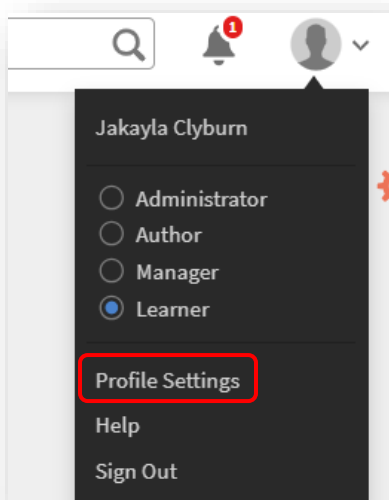 1
Jakayla Clyburn
Administrator
Author
Manager
Learner
Profile Settings
Help
Sign Out